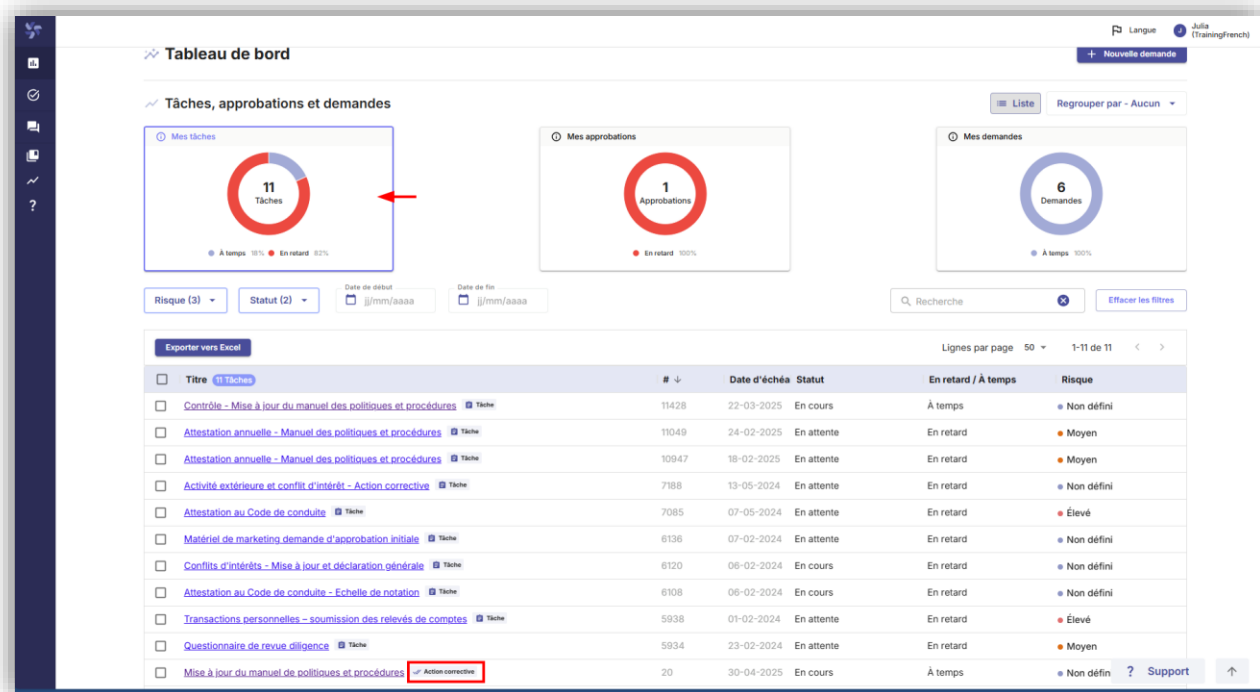 Langue J Julia
(TrainingFrench)
Tableau de bord + Nouvelle demande
Tâches, approbations et demandes Liste Regrouper par - Aucun
Mes tâches Mes approbations Mes demandes
11 1 6
Tâches Approbations Demandes
À temps 18% En retard 82% En retard 100% À temps 100%
Date de début Date de fin
Risque (3) Statut (2) jj/mm/aaaa jj/mm/aaaa Recherche Effacer les filtres
Exporter vers Excel Lignes par page 50 1-11 de 11
Titre 11 Tâches # Date d'échéa Statut En retard / À temps Risque
Contrôle - Mise à jour du manuel des politiques et procédures Tâche 11428 22-03-2025 En cours À temps Non défini
Attestation annuelle - Manuel des politiques et procédures Tâche 11049 24-02-2025 En attente En retard Moyen
Attestation annuelle - Manuel des politiques et procédures Tâche 10947 18-02-2025 En attente En retard Moyen
Activité extérieure et conflit d'intérêt - Action corrective Tâche 7188 13-05-2024 En attente En retard Non défini
Attestation au Code de conduite Tâche 7085 07-05-2024 En attente En retard Élevé
Matériel de marketing demande d'approbation initiale Tâche 6136 07-02-2024 En attente En retard Non défini
Conflits d'intérêts - Mise à jour et déclaration générale Tâche 6120 06-02-2024 En cours En retard Non défini
Attestation au Code de conduite - Echelle de notation Tâche 6108 06-02-2024 En cours En retard Non défini
Transactions personnelles – soumission des relevés de comptes Tâche 5938 01-02-2024 En attente En retard Élevé
Questionnaire de revue diligence Tâche 5934 23-02-2024 En attente En retard Moyen
Mise à jour du manuel de politiques et procédures Action corrective 20 30-04-2025 En cours À temps Non défin ? Support